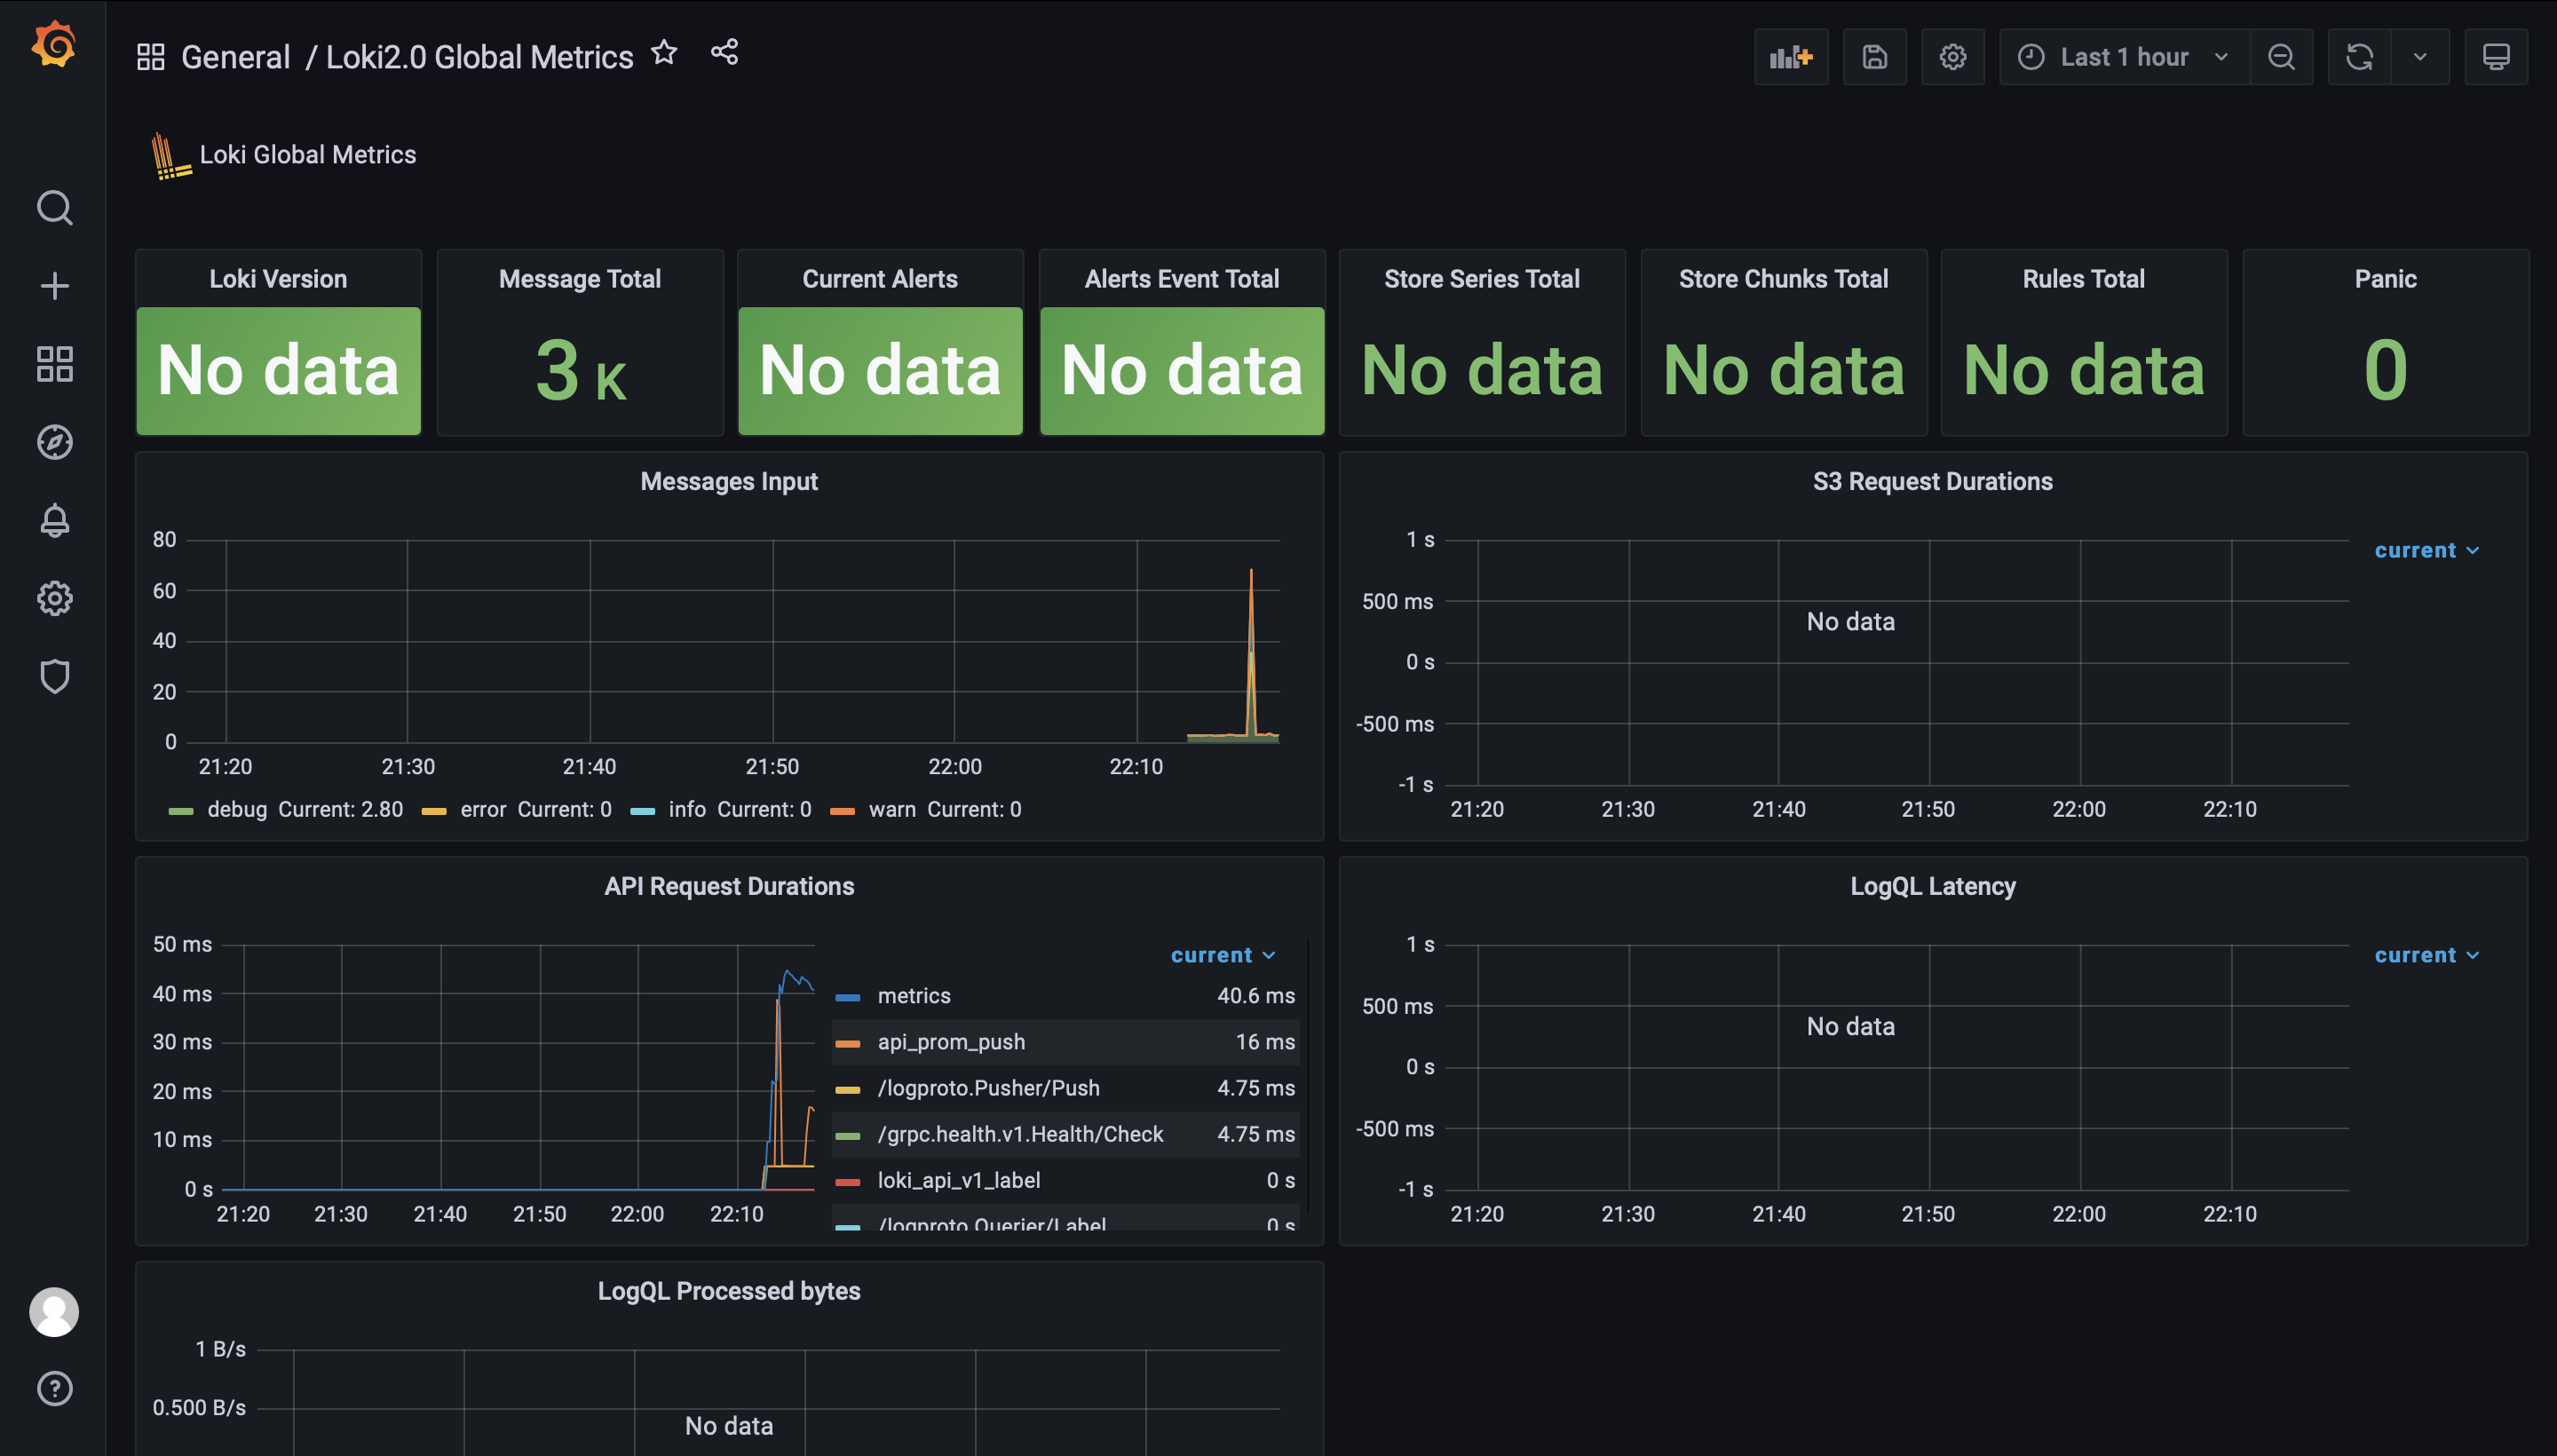 General / Loki2.0 Global Metrics
Last 1 hour
Loki Global Metrics
Loki Version
No data
Message Total
3 K
Current Alerts
No data
Alerts Event Total
No data
Store Series Total
No data
Store Chunks Total
No data
Rules Total
No data
Panic
0
Messages Input
80
60
40
20
0
21:20 21:30 21:40 21:50 22:00 22:10
debug Current: 2.80 error Current: 0 info Current: 0 warn Current: 0
S3 Request Durations
1 s
500 ms
0 s
-500 ms
-1 s
No data
current
21:20 21:30 21:40 21:50 22:00 22:10
API Request Durations
50 ms
40 ms
30 ms
20 ms
10 ms
0 s
21:20 21:30 21:40 21:50 22:00 22:10
current
metrics 40.6 ms
api_prom_push 16 ms
/logproto.Pusher/Push 4.75 ms
/grpc.health.v1.Health/Check 4.75 ms
loki_api_v1_label 0 s
/logproto.Querier/Label 0 s
LogQL Latency
1 s
500 ms
0 s
-500 ms
-1 s
No data
current
21:20 21:30 21:40 21:50 22:00 22:10
LogQL Processed bytes
1 B/s
0.500 B/s
No data